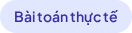 Bài toán thực tế